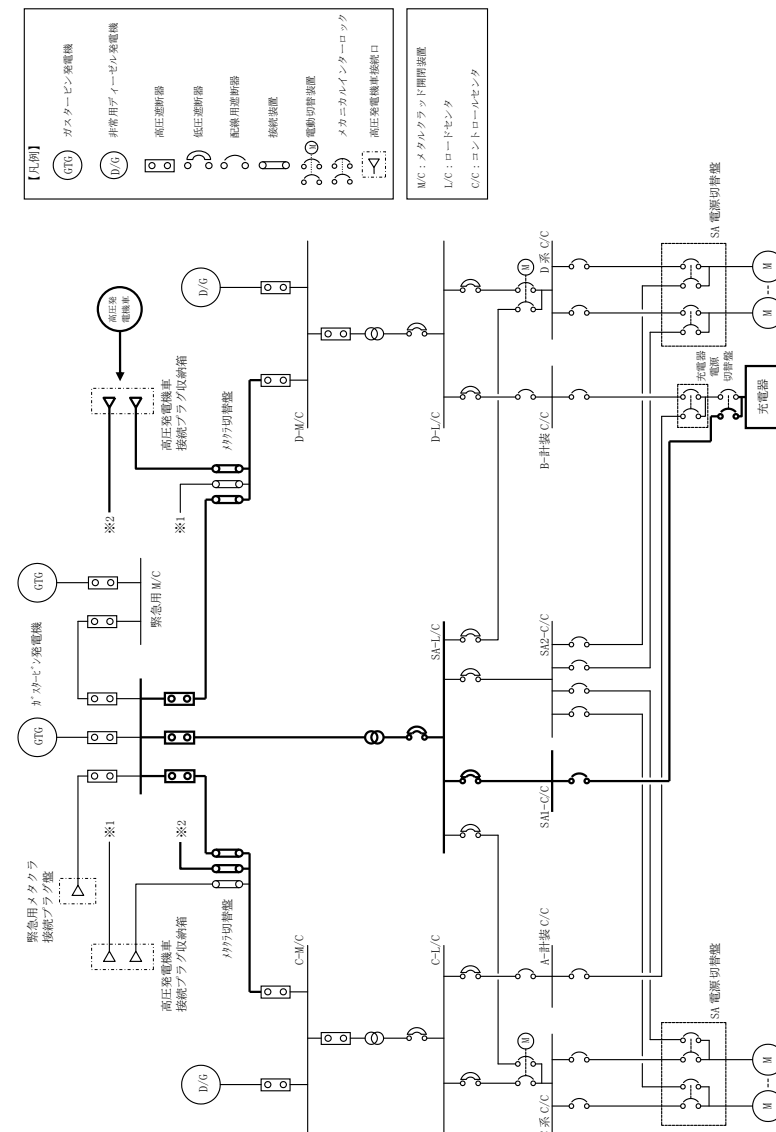 【凡例】
GTG
ガスタービン発電機
D/G
非常用ディーゼル発電機
高圧遮断器
低圧遮断器
配線用遮断器
接続装置
M
電動切替装置
メカニカルインターロック
高圧発電機車接続口
M/C：メタルクラッド開閉装置
L/C：ロードセンタ
C/C：コントロールセンタ
緊急用メタクラ
接続プラグ盤
ガスタービン発電機
GTG
GTG
緊急用 M/C
高圧発
電機車
高圧発電機車
接続プラグ収納箱
※1
※2
高圧発電機車
接続プラグ収納箱
※2
※1
メタクラ切替盤
メタクラ切替盤
D/G
D/G
C-M/C
D-M/C
C-L/C
SA-L/C
D-L/C
M
系 C/C
A-計装 C/C
SA1-C/C
SA2-C/C
B-計装 C/C
M
D 系 C/C
SA 電源切替盤
充電器
電源
切替盤
SA 電源切替盤
M
M
充電器
M
M